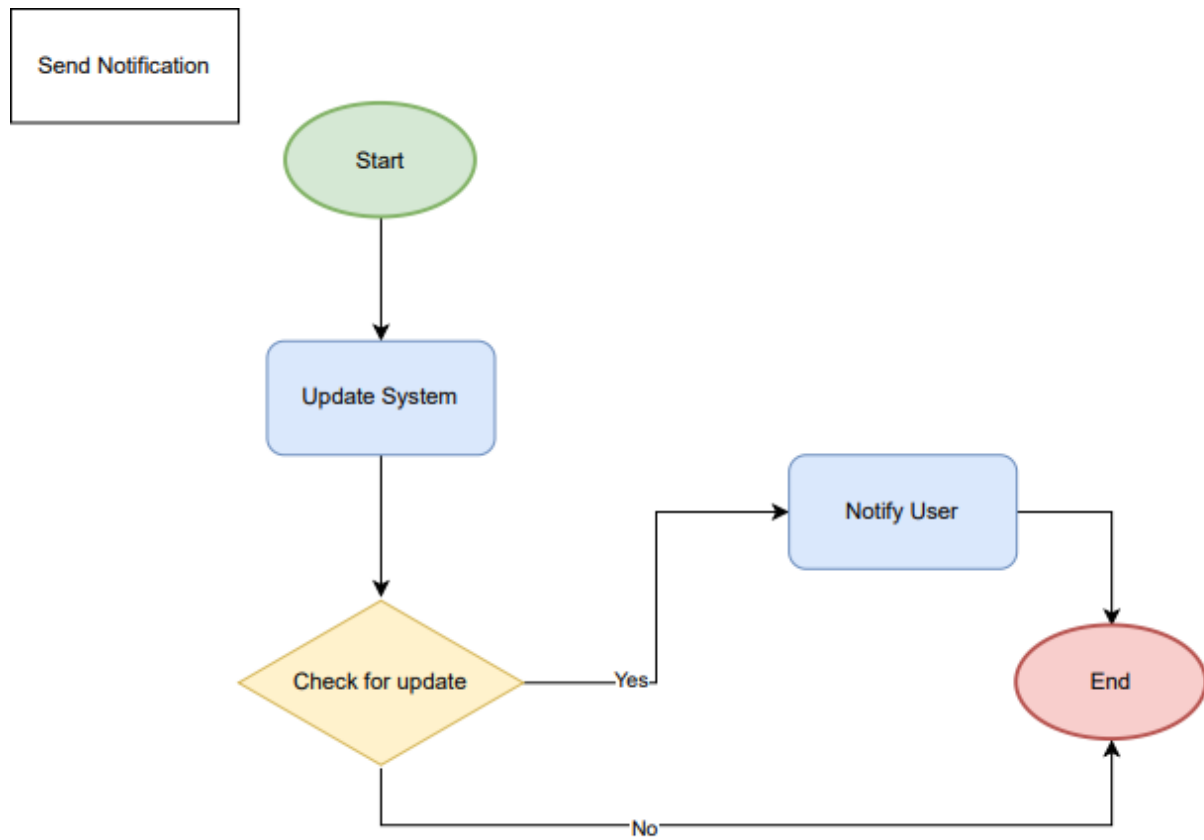 Send Notification
Start
Update System
Notify User
Check for update
Yes
End
No